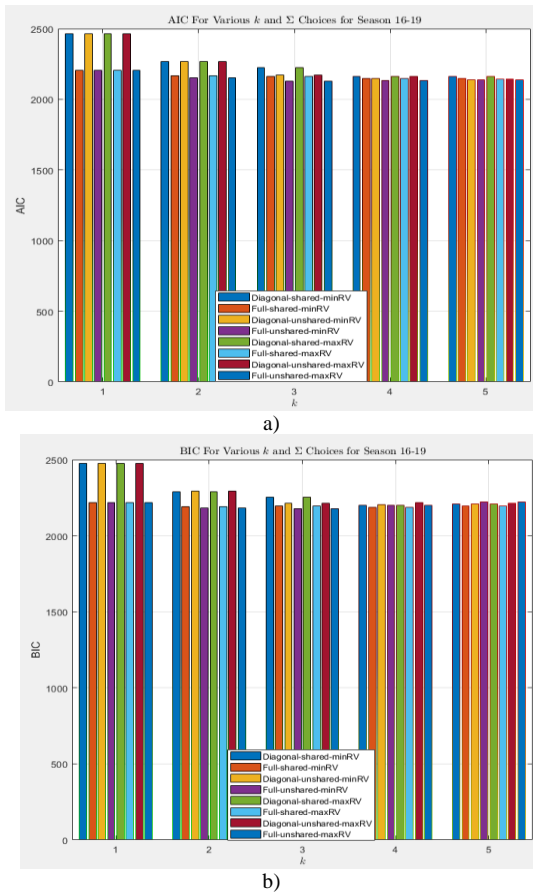 AIC For Various k and Σ Choices for Season 16-19
2500
2000
1500
1000
500
0
AIC
Diagonal-shared-minRV
Full-shared-minRV
Diagonal-unshared-minRV
Full-unshared-minRV
Diagonal-shared-maxRV
Full-shared-maxRV
Diagonal-unshared-maxRV
Full-unshared-maxRV
1 2 3 4 5
k
a)
BIC For Various k and Σ Choices for Season 16-19
2500
2000
1500
1000
500
0
BIC
Diagonal-shared-minRV
Full-shared-minRV
Diagonal-unshared-minRV
Full-unshared-minRV
Diagonal-shared-maxRV
Full-shared-maxRV
Diagonal-unshared-maxRV
Full-unshared-maxRV
1 2 3 4 5
k
b)